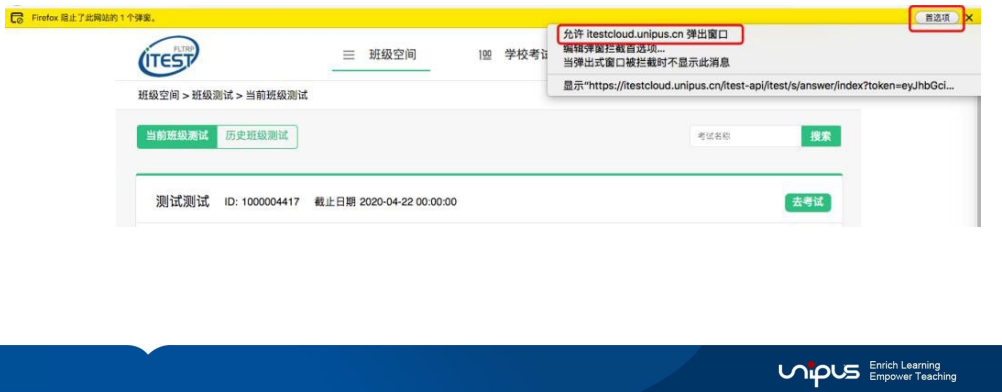 Firefox 阻止了此网站的 1 个弹窗。
首选项
允许 itestcloud.unipus.cn 弹出窗口
编辑弹窗拦截首选项...
当弹出式窗口被拦截时不显示此消息
显示“https://itestcloud.unipus.cn/itest-api/itest/s/answer/index?token=eyJhbGci...
FLTRP
iTEST
班级空间
100 学校考试
班级空间 > 班级测试 > 当前班级测试
当前班级测试 历史班级测试
考试名称 搜索
测试测试 ID: 1000004417 截止日期 2020-04-22 00:00:00 去考试
unipus
Enrich Learning
Empower Teaching